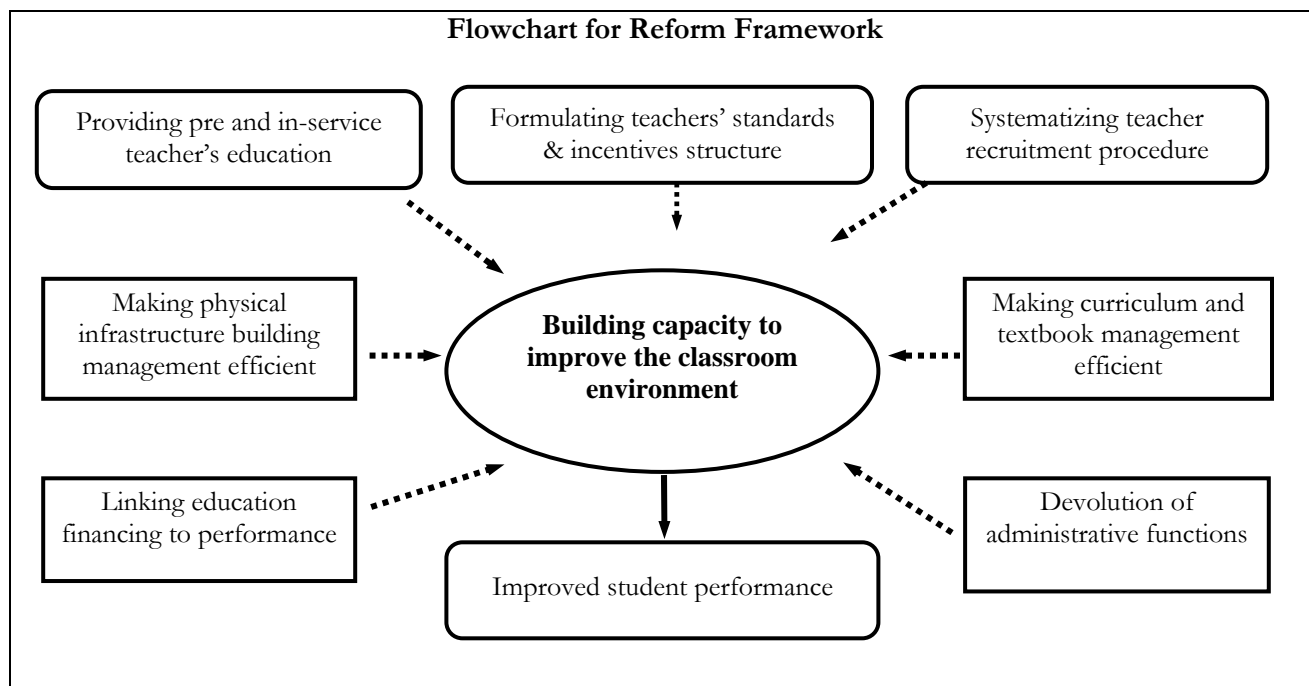 Flowchart for Reform Framework
Providing pre and in-service
teacher's education
Formulating teachers’ standards
& incentives structure
Systematizing teacher
recruitment procedure
Making physical
infrastructure building
management efficient
Building capacity to
improve the classroom
environment
Making curriculum and
textbook management
efficient
Linking education
financing to performance
Devolution of
administrative functions
Improved student performance